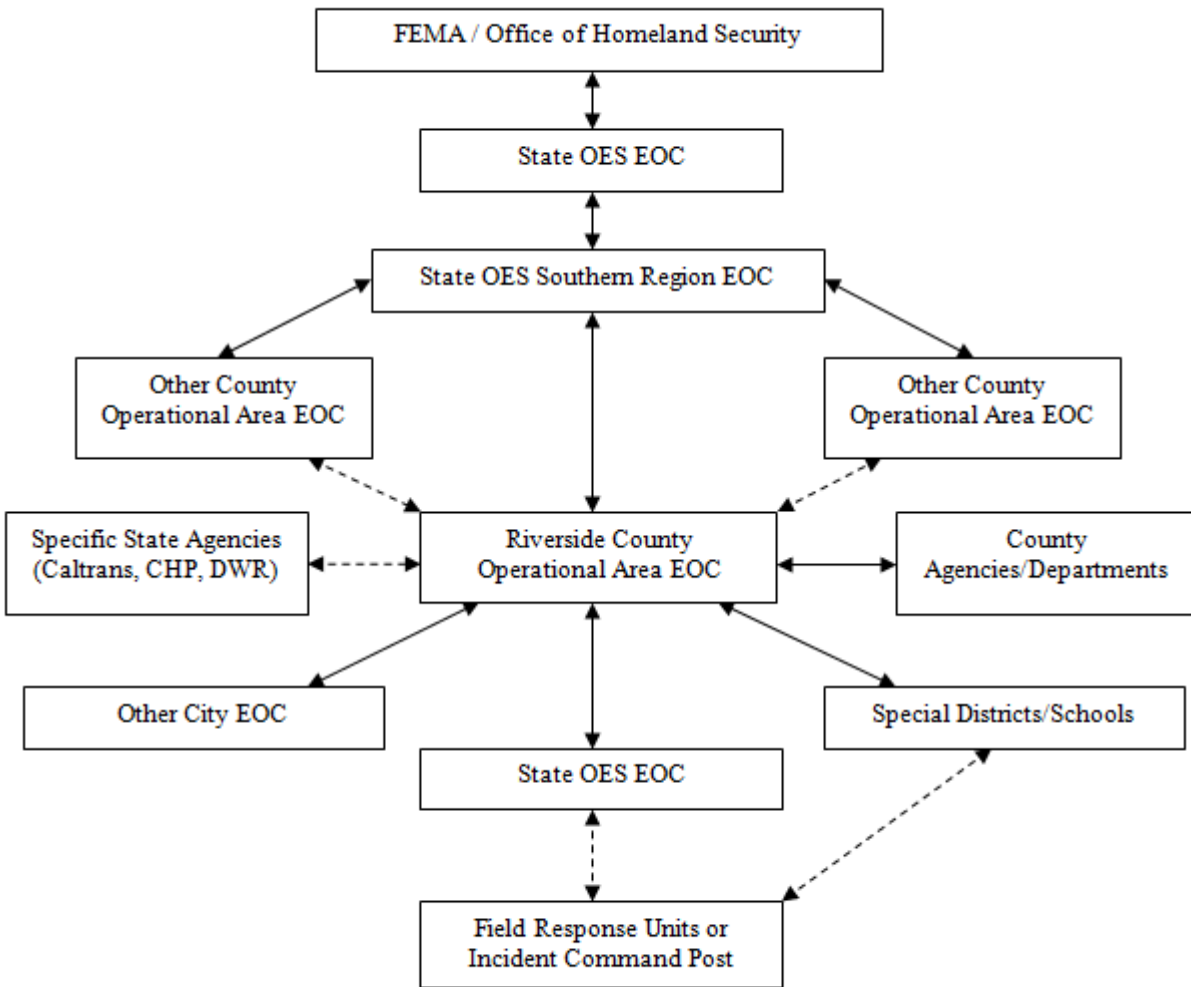 FEMA / Office of Homeland Security
State OES EOC
State OES Southern Region EOC
Other County
Operational Area EOC
Other County
Operational Area EOC
Specific State Agencies
(Caltrans, CHP, DWR)
Riverside County
Operational Area EOC
County
Agencies/Departments
Other City EOC
Special Districts/Schools
State OES EOC
Field Response Units or
Incident Command Post